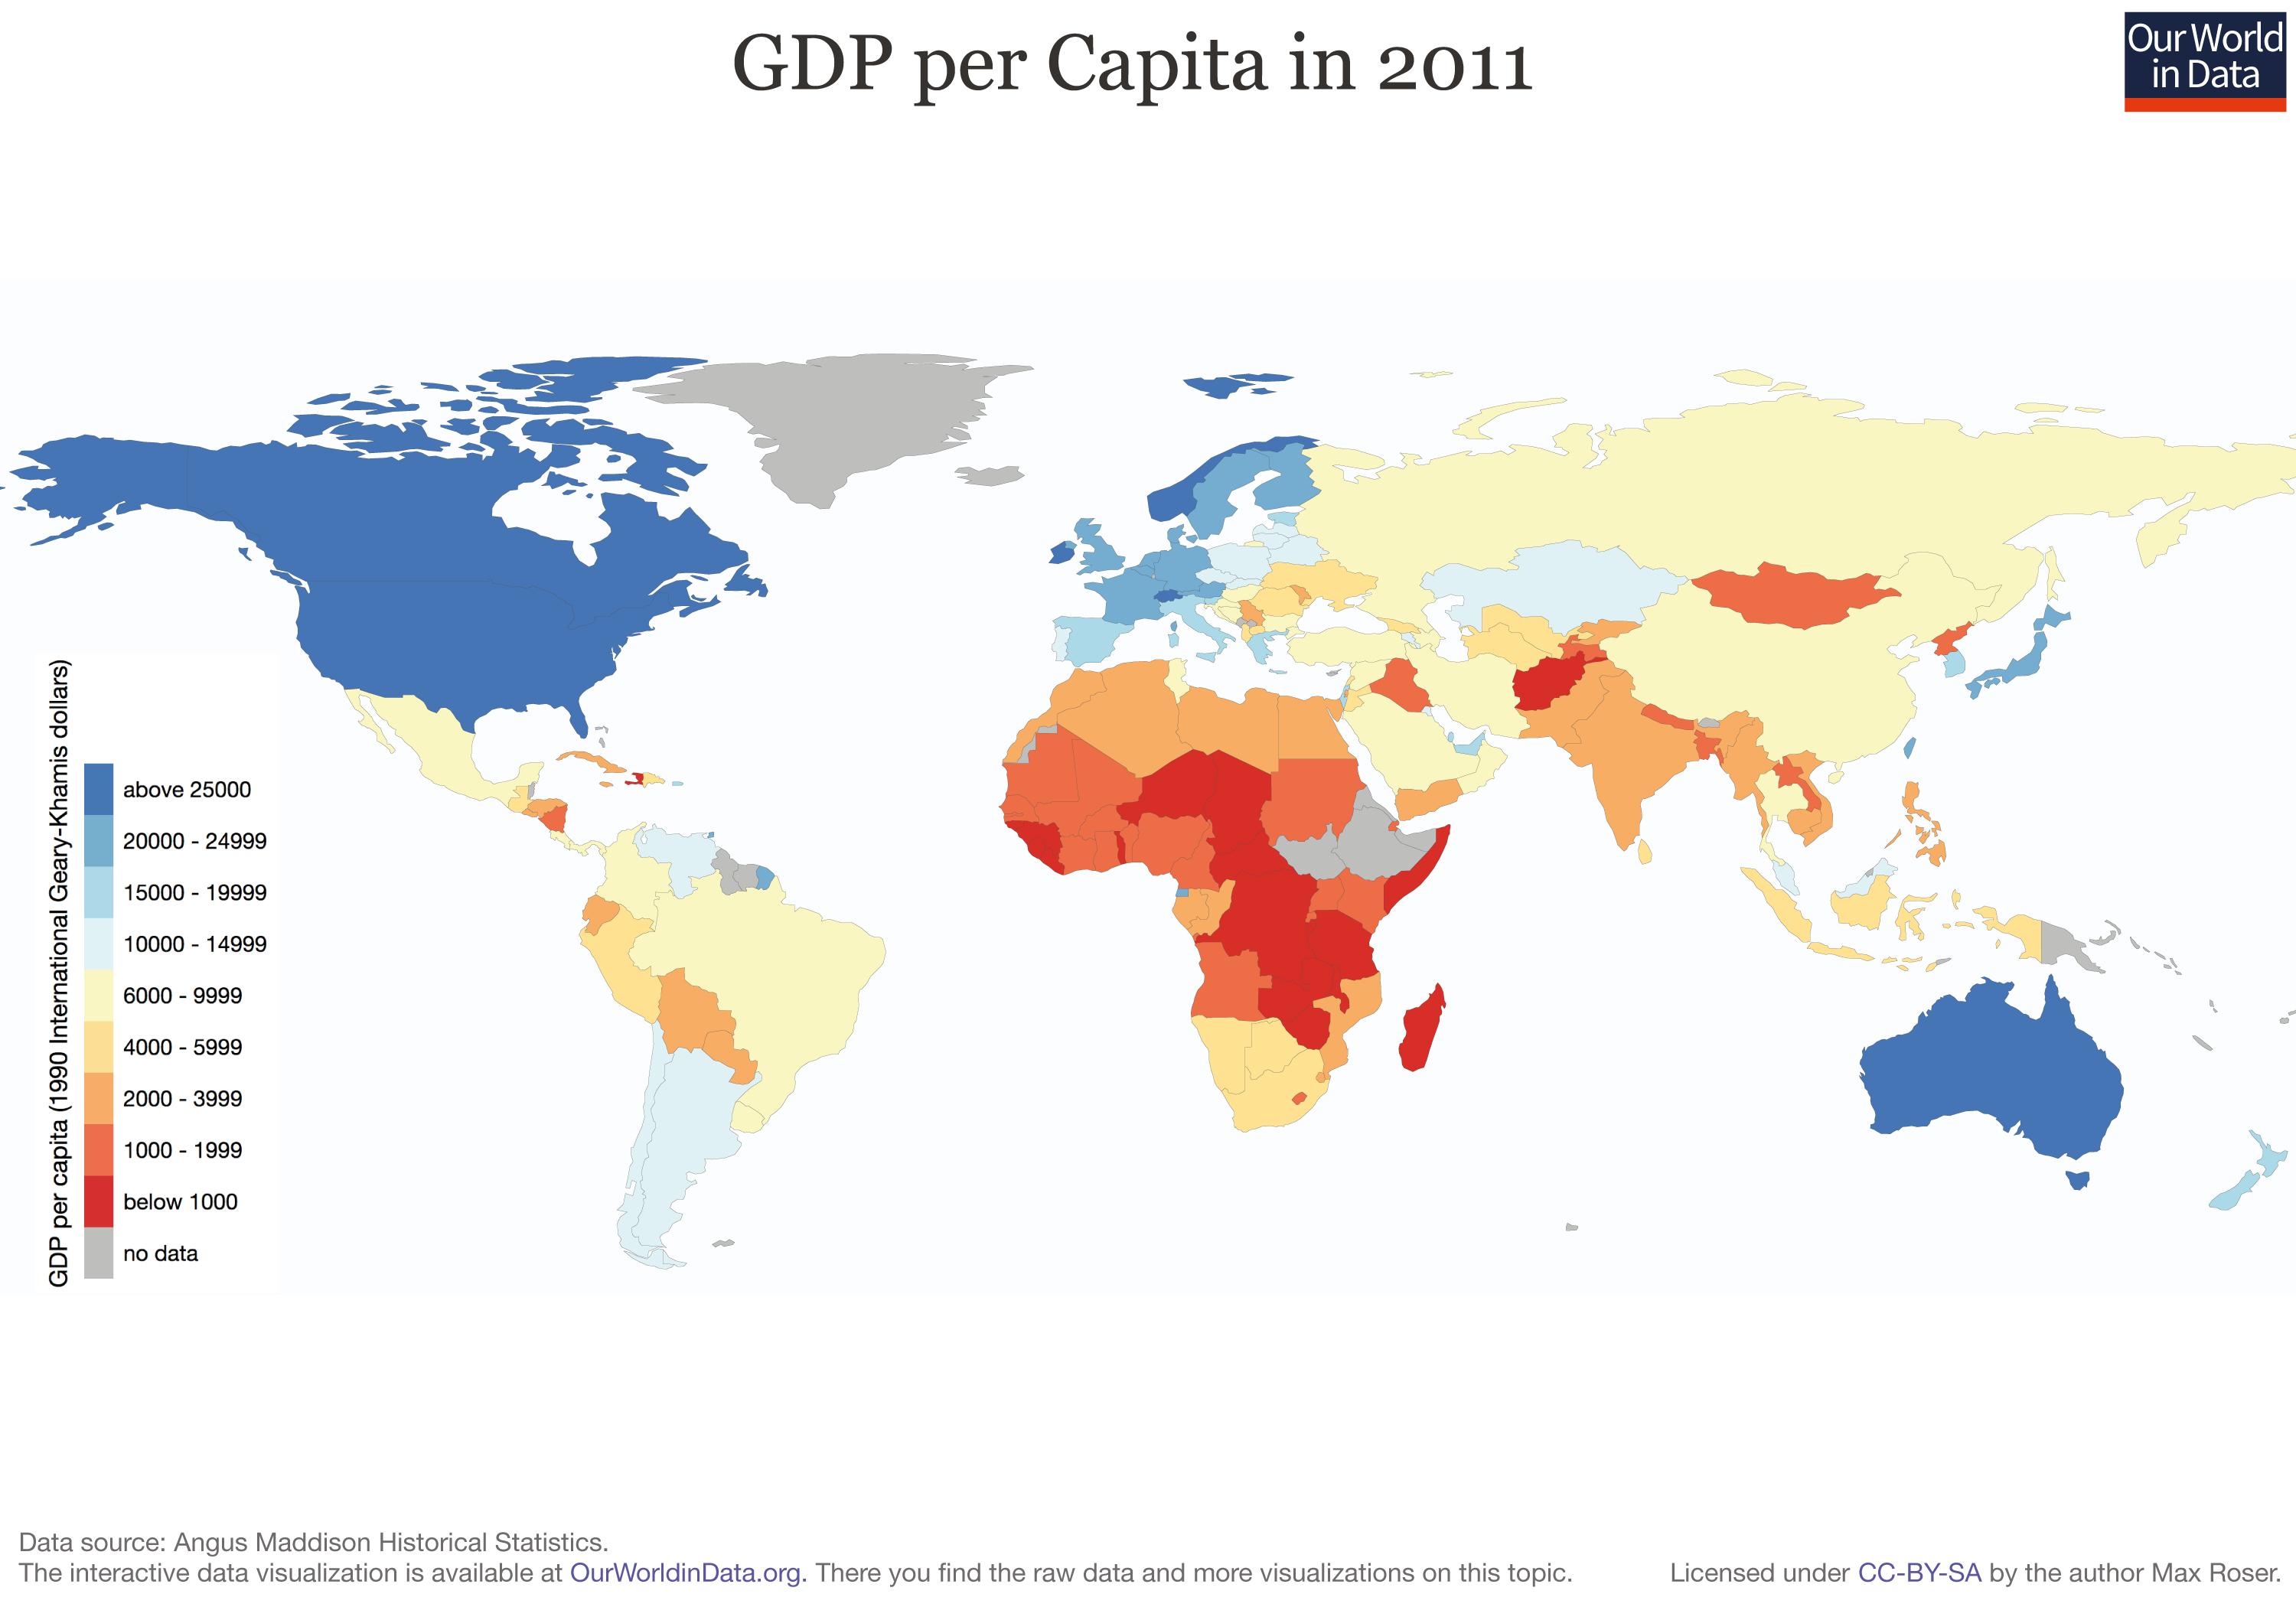 GDP per Capita in 2011
Our World
in Data
GDP per capita (1990 International Geary-Khamis dollars)
above 25000
20000 - 24999
15000 - 19999
10000 - 14999
6000 - 9999
4000 - 5999
2000 - 3999
1000 - 1999
below 1000
no data
Data source: Angus Maddison Historical Statistics.
The interactive data visualization is available at OurWorldinData.org. There you find the raw data and more visualizations on this topic.
Licensed under CC-BY-SA by the author Max Roser.